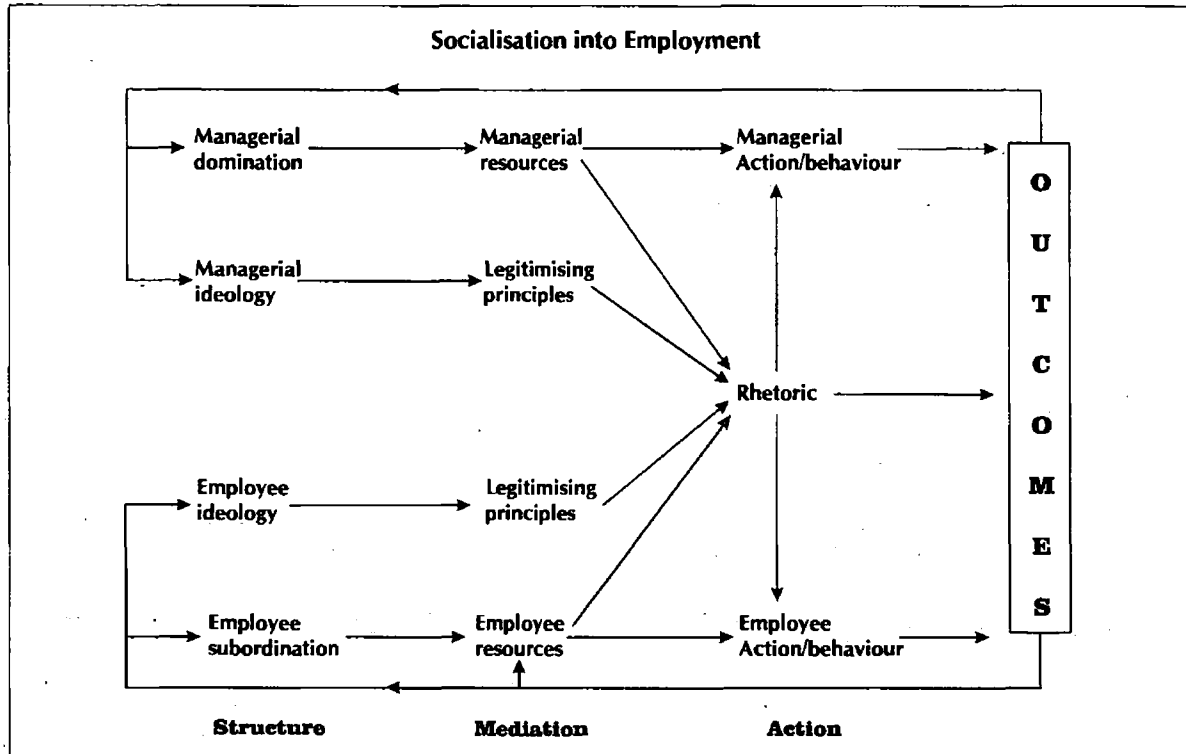 Socialisation into Employment
Managerial
domination
Managerial
resources
Managerial
Action/behaviour
Managerial
ideology
Legitimising
principles
Rhetoric
Employee
ideology
Legitimising
principles
Employee
subordination
Employee
resources
Employee
Action/behaviour
O
U
T
C
O
M
E
S
Structure
Mediation
Action